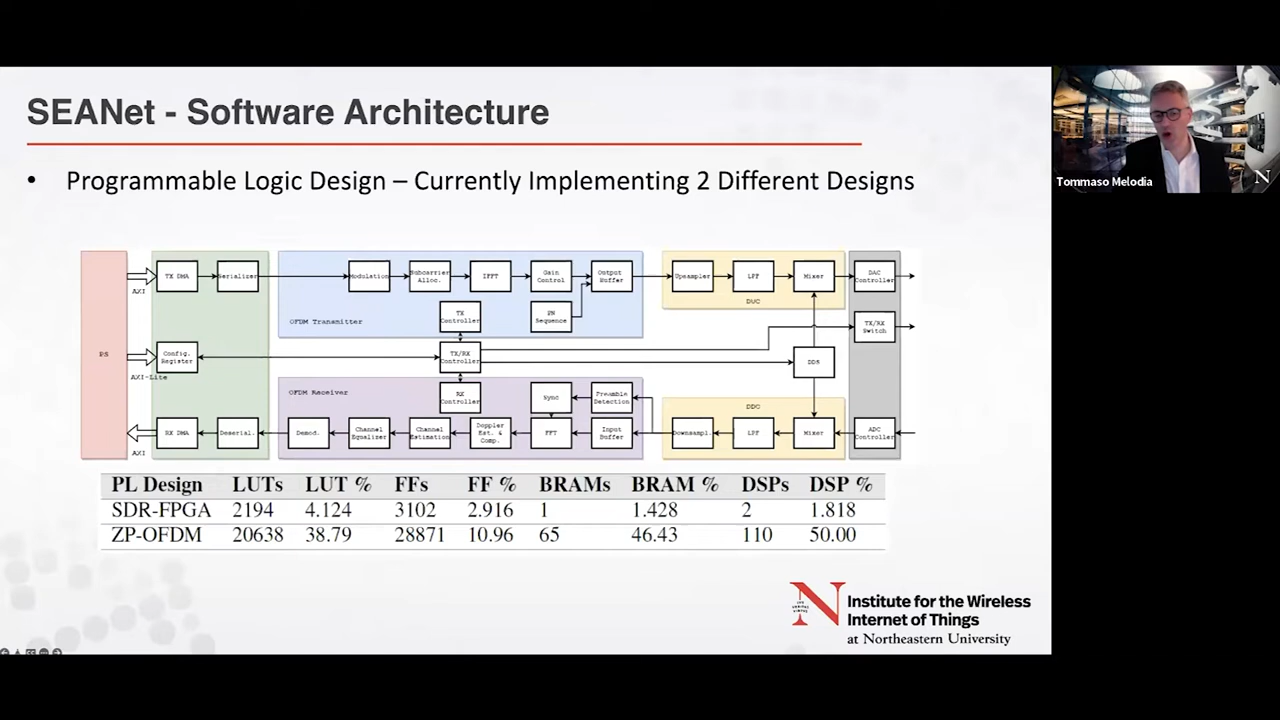 SEANet - Software Architecture
• Programmable Logic Design – Currently Implementing 2 Different Designs
Tommaso Melodia
PS
AXI
AXI-Lite
AXI
TX DMA
Serializer
Config. Register
RX DMA
Deserial.
Modulation
Subcarrier Alloc.
IFFT
Gain Control
Output Buffer
PN Sequence
TX Controller
OFDM Transmitter
TX/RX Controller
OFDM Receiver
RX Controller
Sync
Preamble Detection
Demod.
Channel Equalizer
Channel Estimation
Doppler Est. & Comp.
FFT
Input Buffer
Upsampler
LPF
Mixer
DUC
DDS
DDC
Downsampl.
LPF
Mixer
DAC Controller
TX/RX Switch
ADC Controller
PL Design LUTs LUT % FFs FF % BRAMs BRAM % DSPs DSP %
SDR-FPGA 2194 4.124 3102 2.916 1 1.428 2 1.818
ZP-OFDM 20638 38.79 28871 10.96 65 46.43 110 50.00
N
Institute for the Wireless
Internet of Things
at Northeastern University